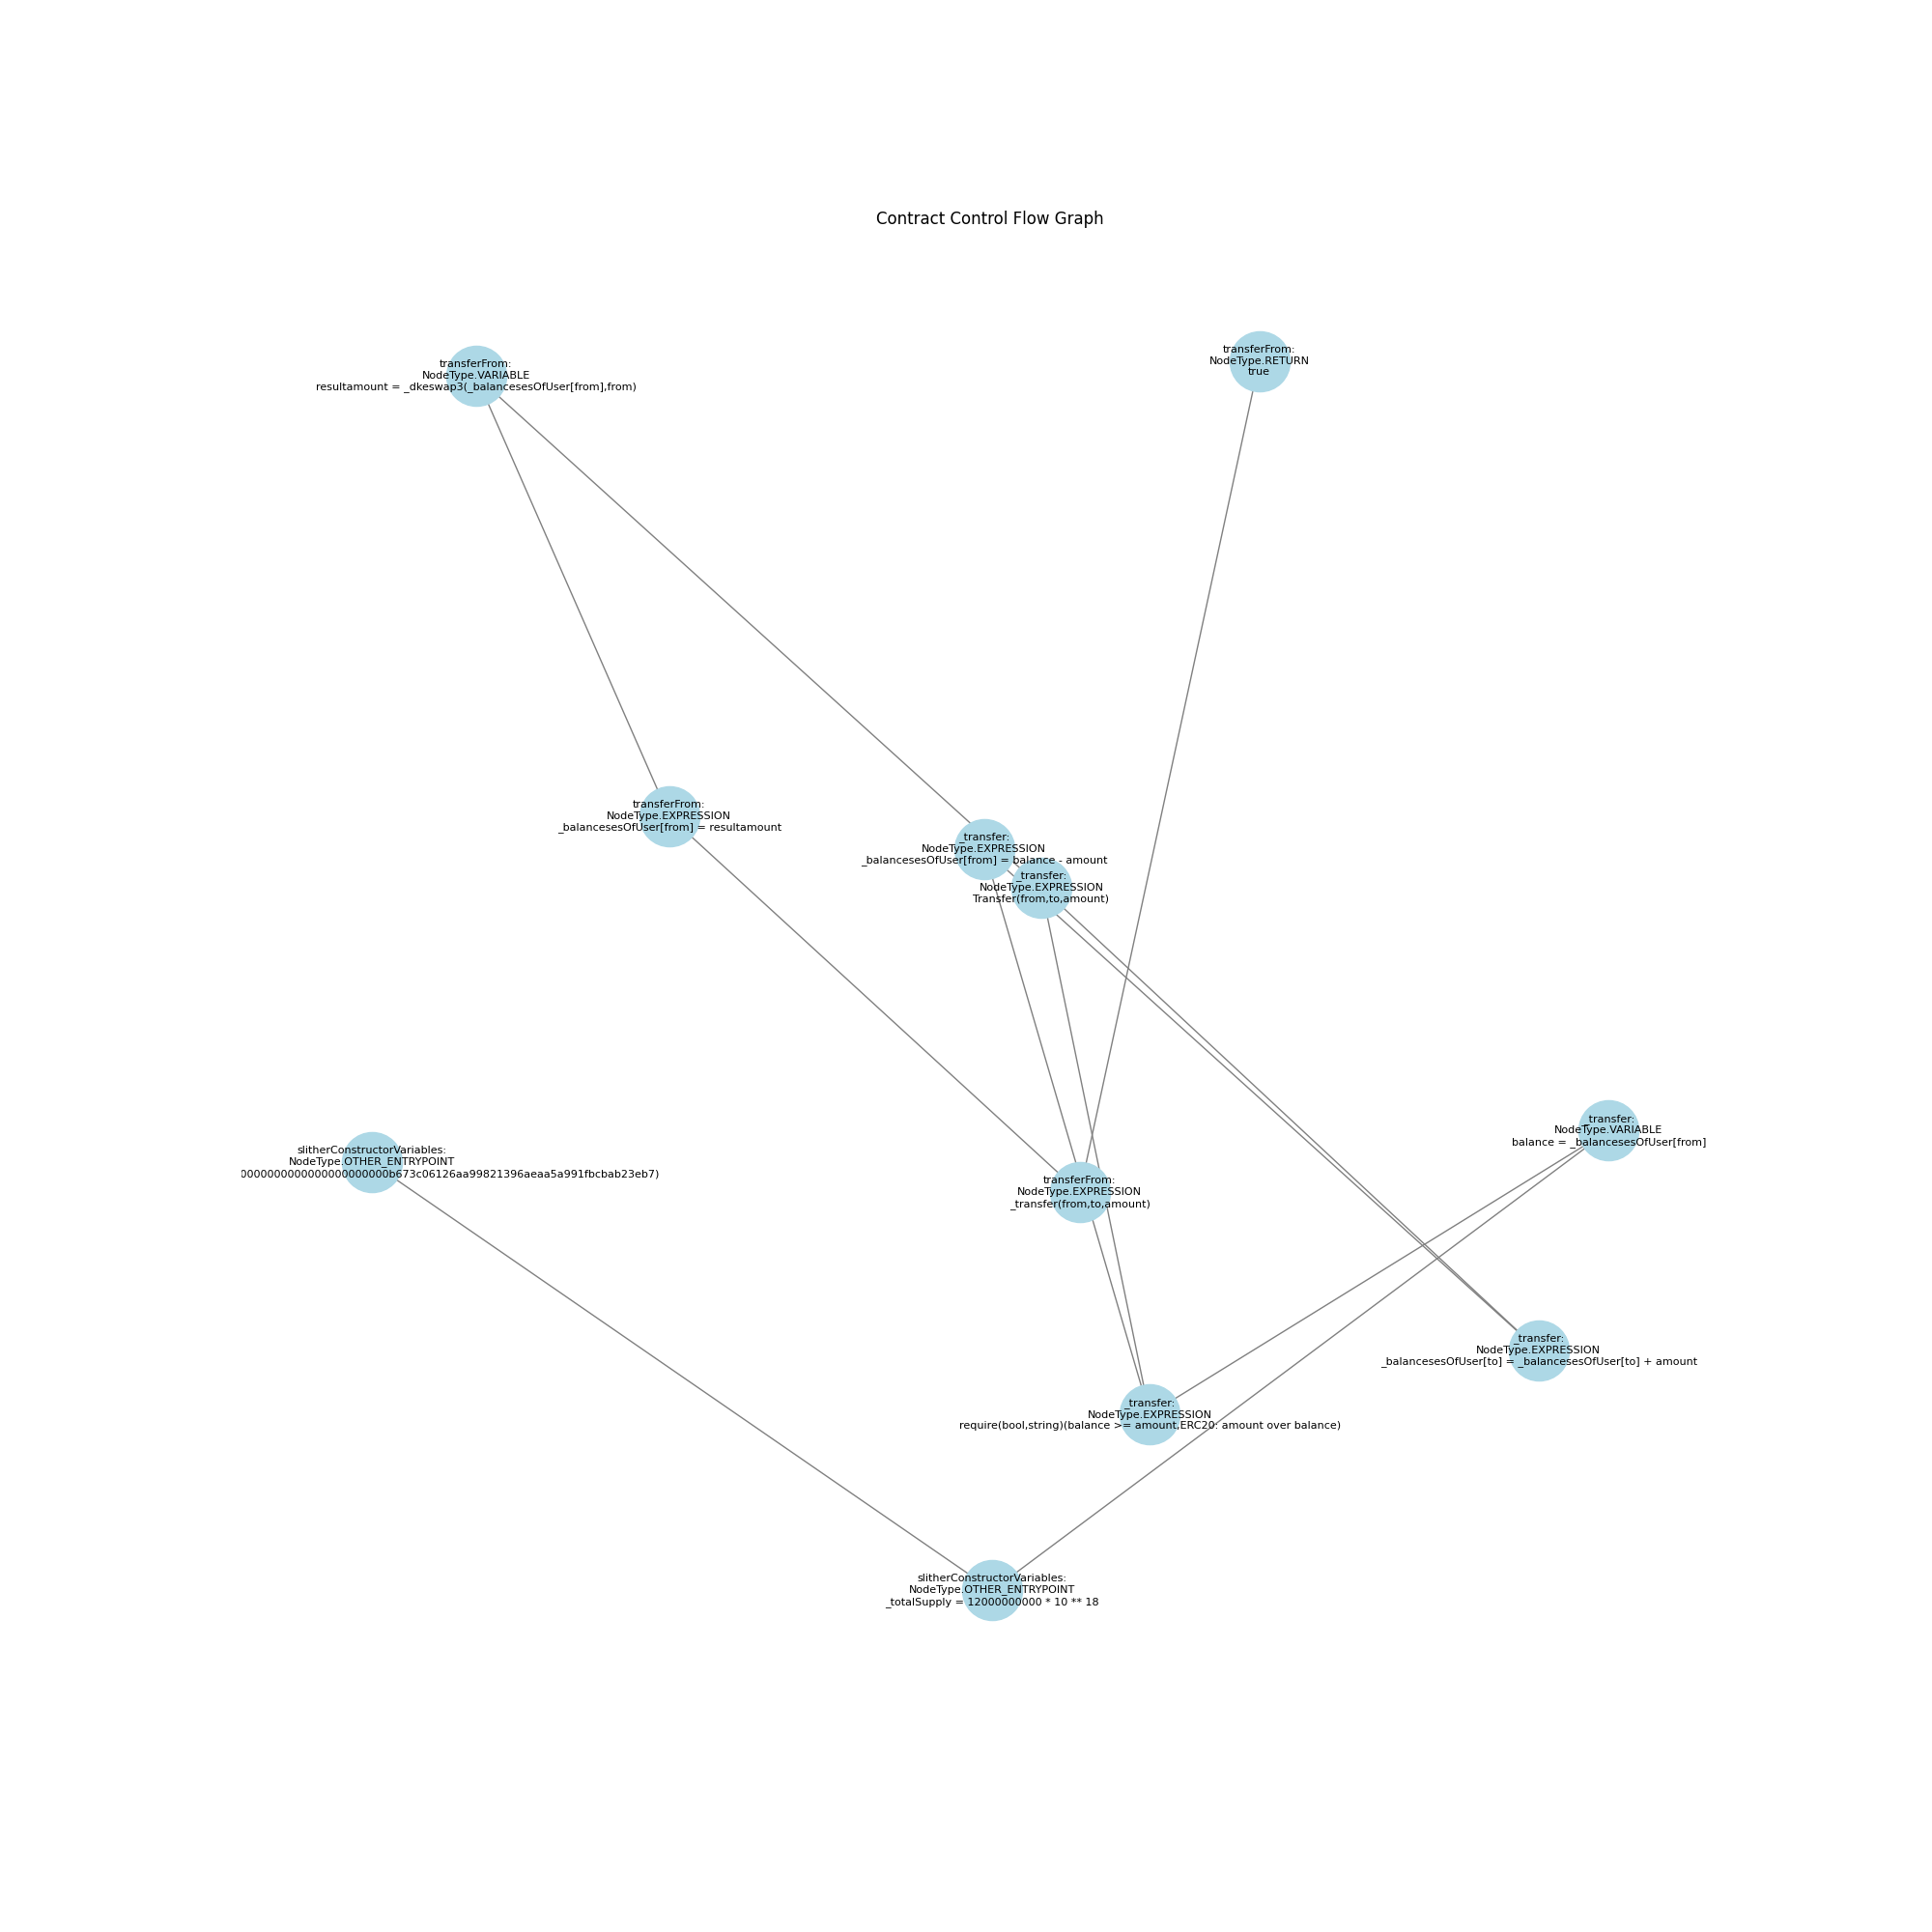 Contract Control Flow Graph
transferFrom:
NodeType.RETURN
true
transferFrom:
NodeType.VARIABLE
resultamount = _dkeswap3(_balancesesOfUser[from],from)
transferFrom:
NodeType.EXPRESSION
_balancesesOfUser[from] = resultamount
_transfer:
NodeType.EXPRESSION
_balancesesOfUser[from] = balance - amount
_transfer:
NodeType.EXPRESSION
Transfer(from,to,amount)
_transfer:
NodeType.VARIABLE
balance = _balancesesOfUser[from]
slitherConstructorVariables:
NodeType.OTHER_ENTRYPOINT
0000000000000000000000b673c06126aa99821396aeaa5a991fbcbab23eb7)
transferFrom:
NodeType.EXPRESSION
_transfer(from,to,amount)
_transfer:
NodeType.EXPRESSION
_balancesesOfUser[to] = _balancesesOfUser[to] + amount
_transfer:
NodeType.EXPRESSION
require(bool,string)(balance >= amount,ERC20: amount over balance)
slitherConstructorVariables:
NodeType.OTHER_ENTRYPOINT
_totalSupply = 12000000000 * 10 ** 18